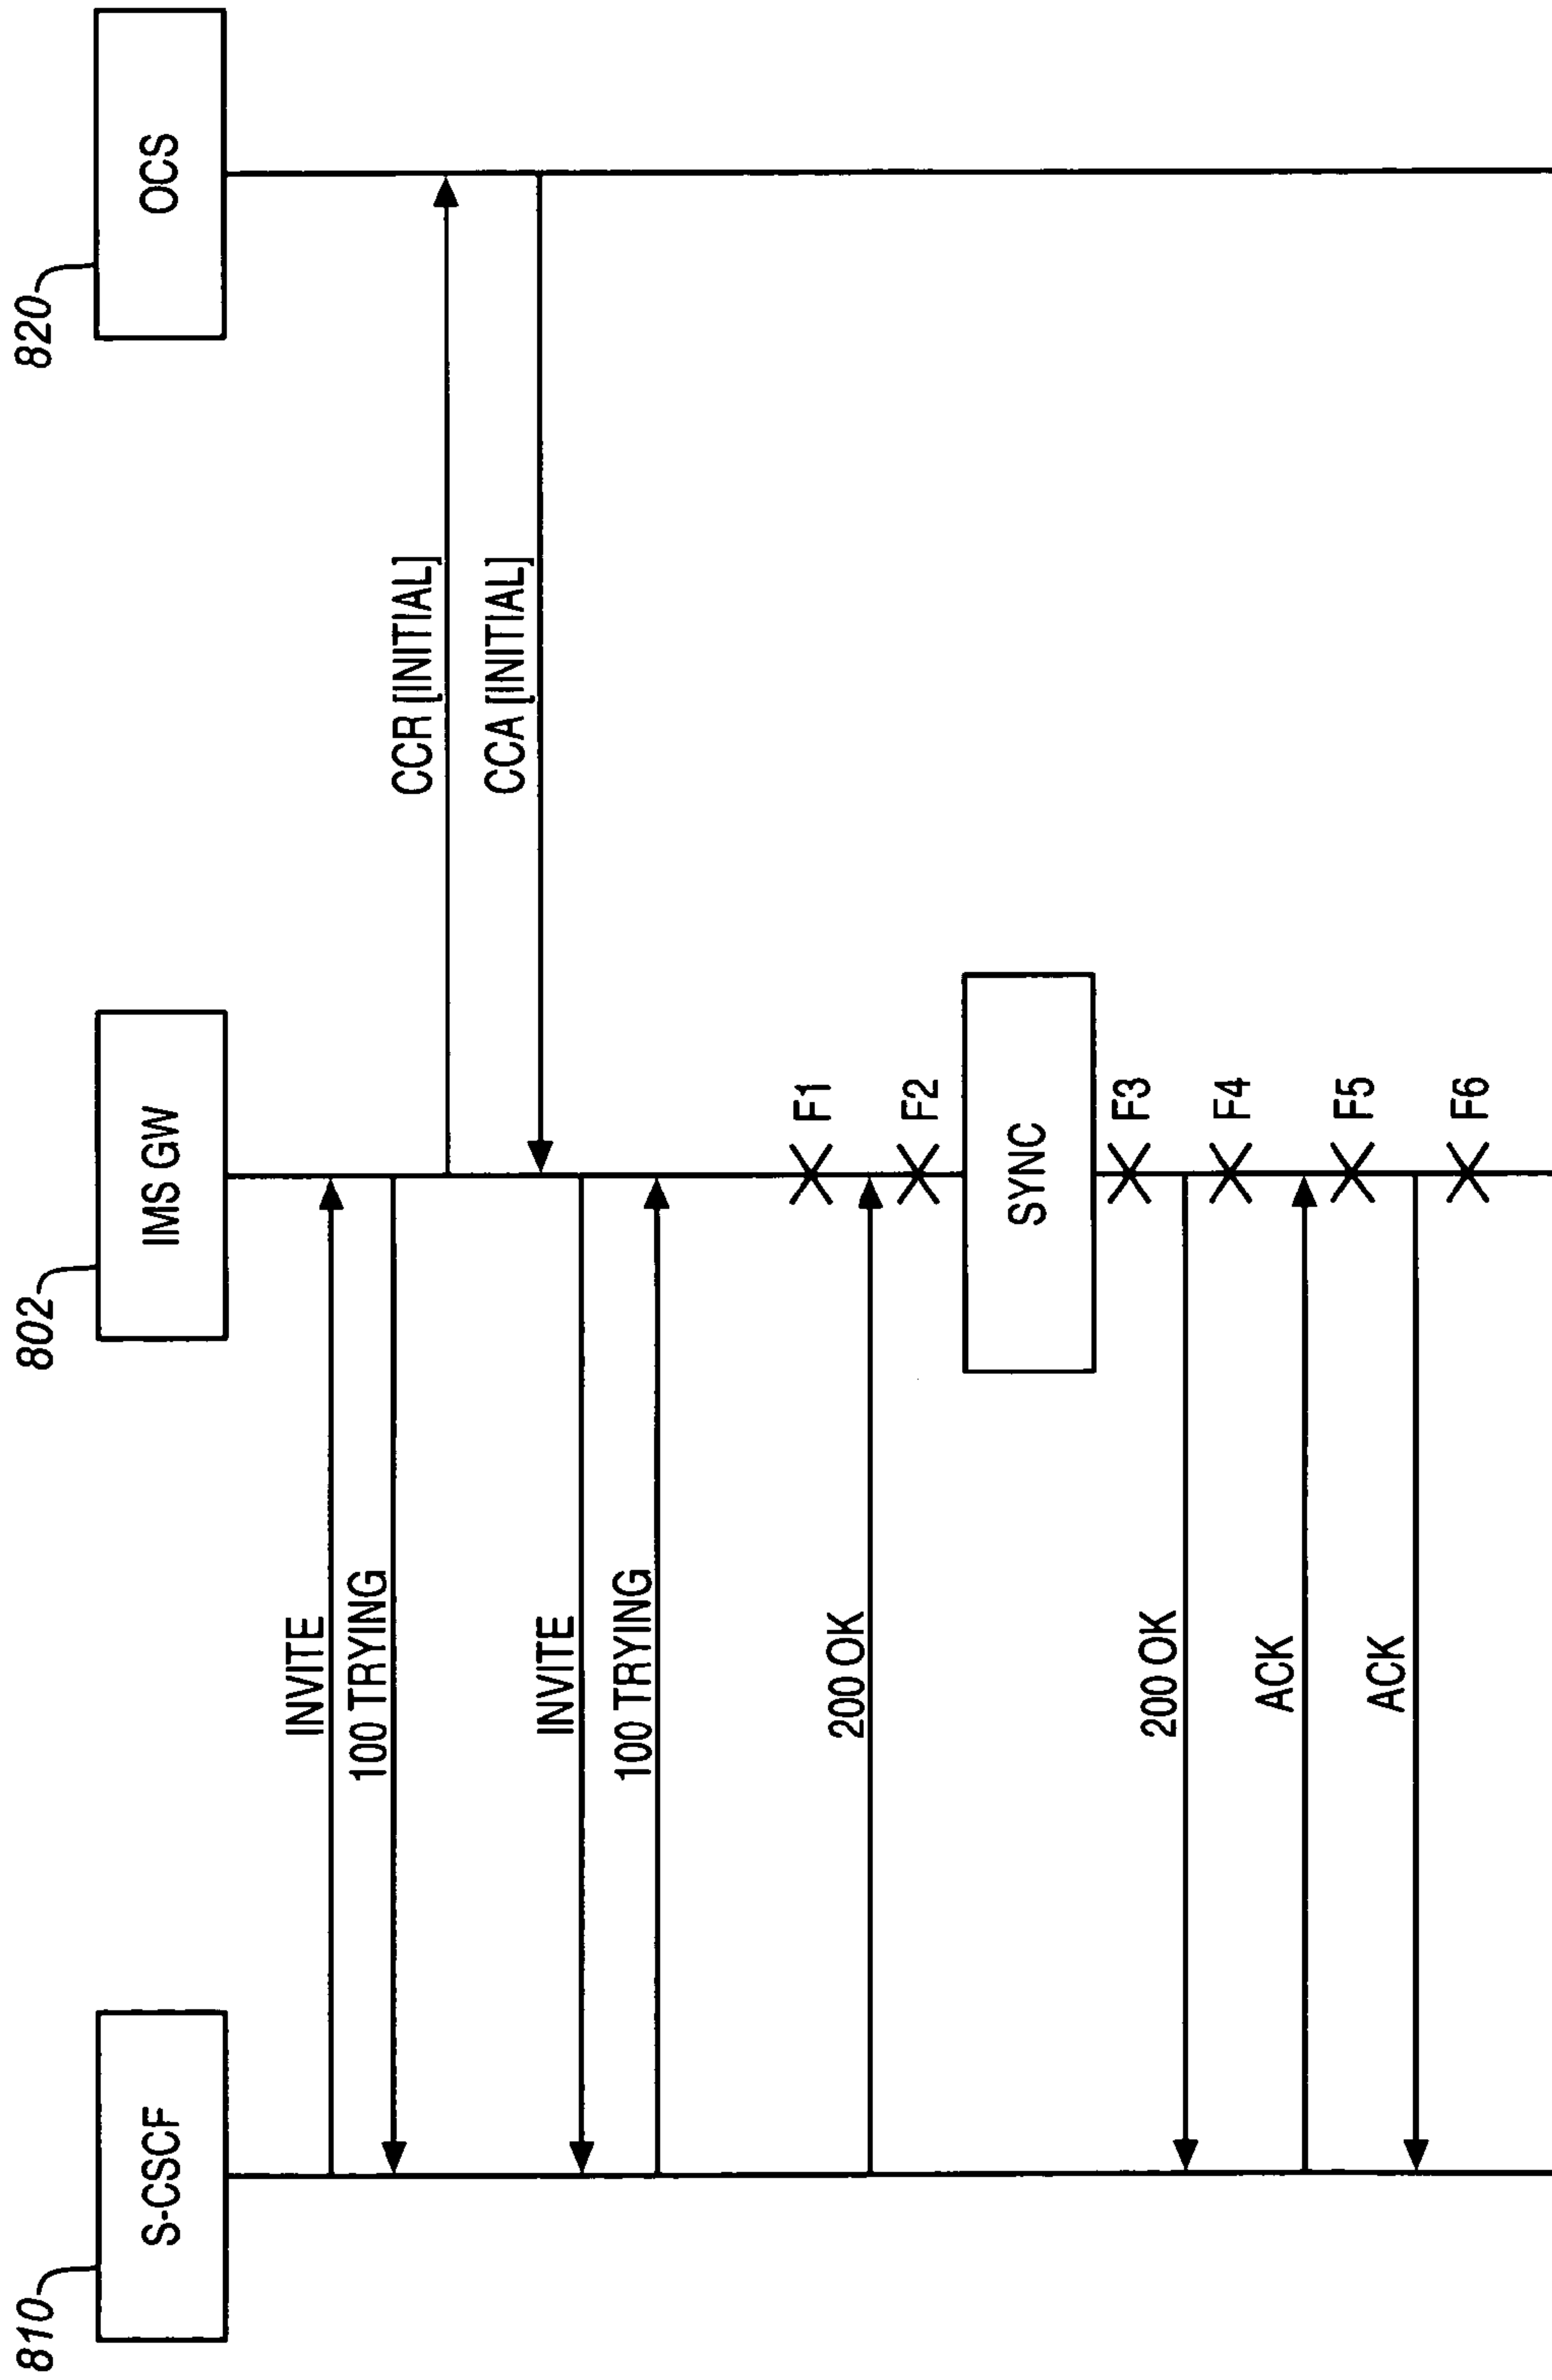 810
S-CSCF
802
IMS GW
820
OCS
INVITE
100 TRYING
CCR [INITIAL]
CCA [INITIAL]
INVITE
100 TRYING
F1
200 OK
F2
SYNC
F3
200 OK
F4
ACK
F5
ACK
F6